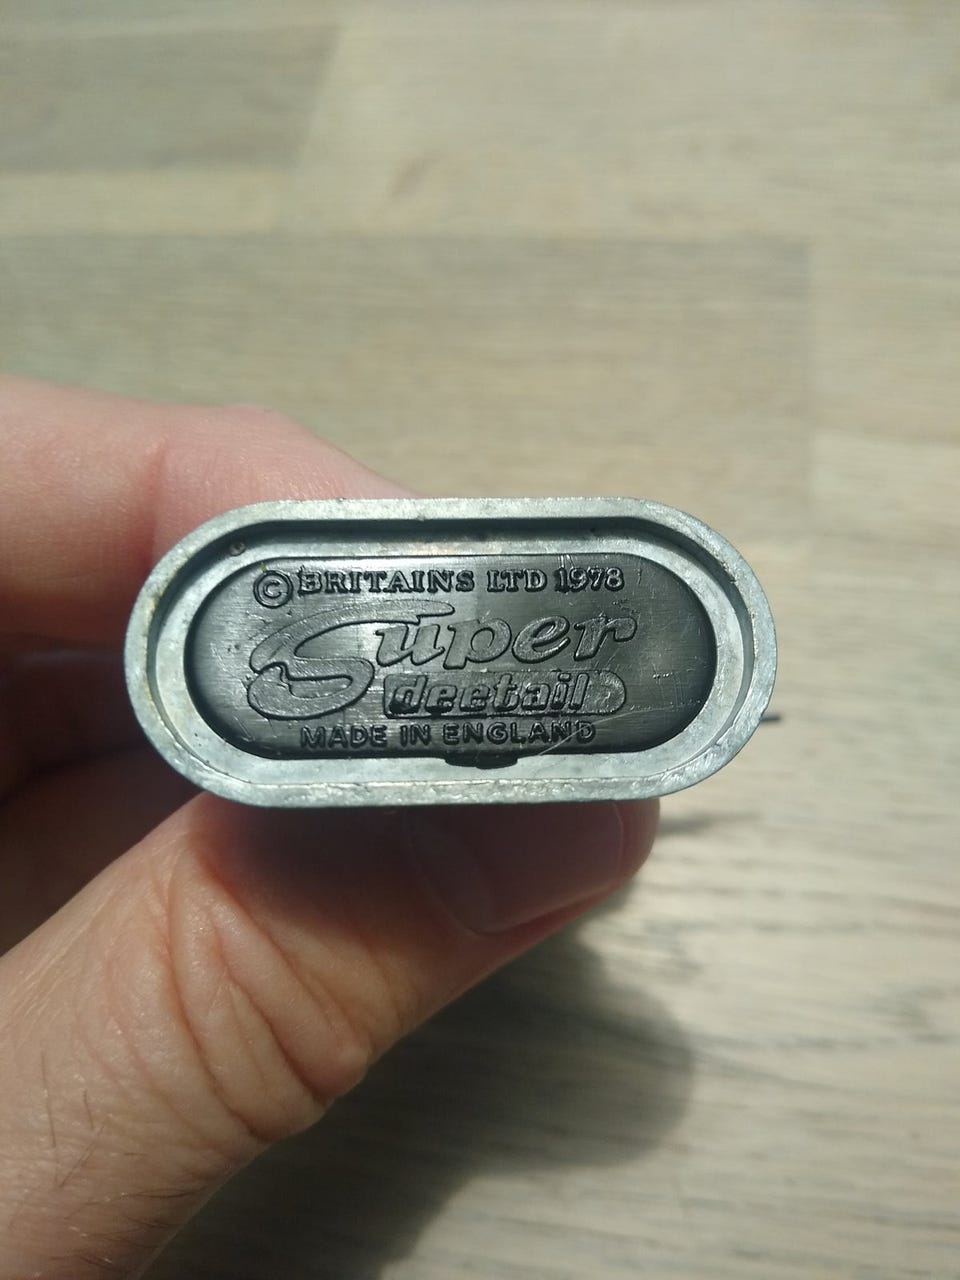 © BRITAINS LTD 1978
Super
deetail
MADE IN ENGLAND